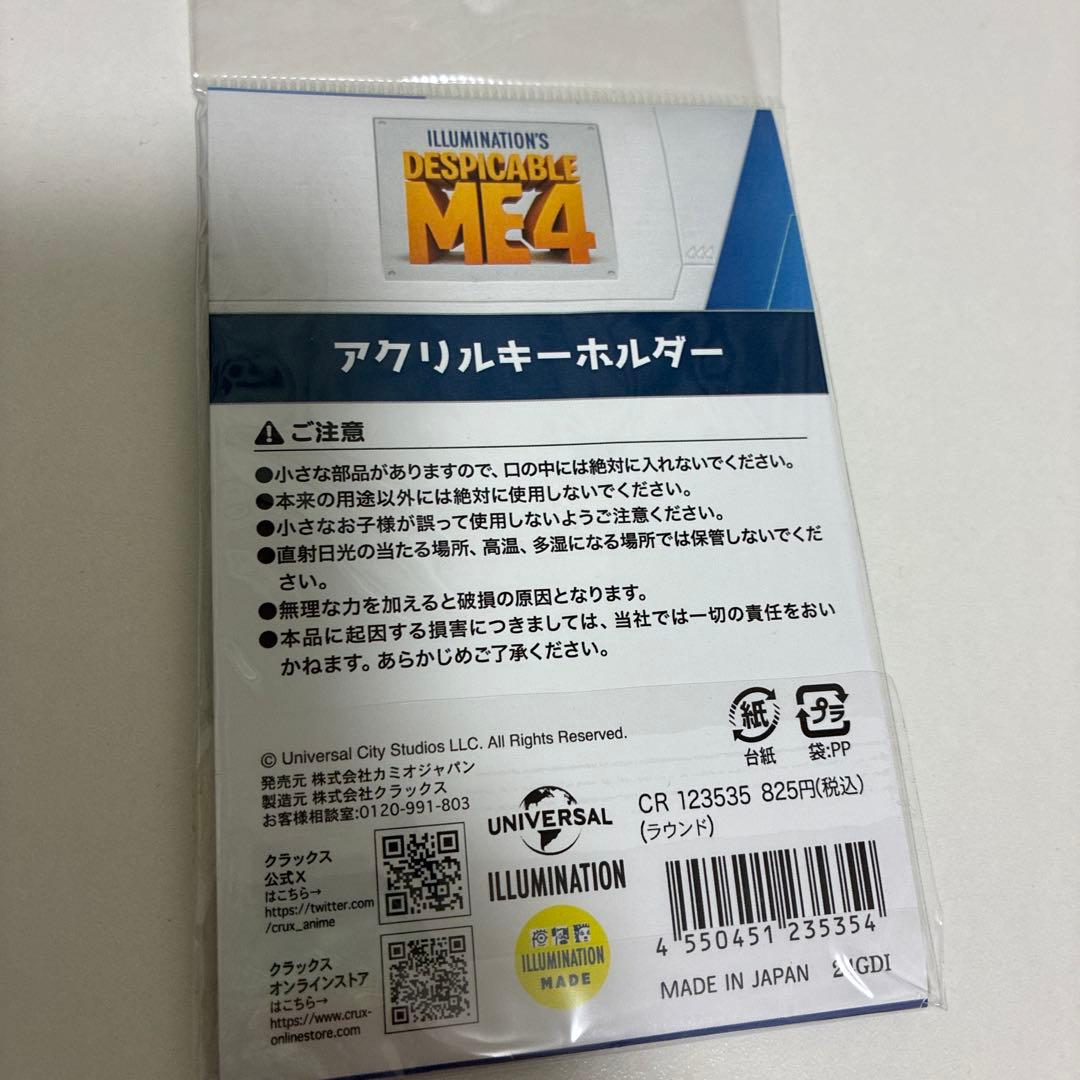 ILLUMINATION'S
DESPICABLE
ME4
アクリルキーホルダー
ご注意
●小さな部品がありますので、口の中には絶対に入れないでください。
●本来の用途以外には絶対に使用しないでください。
●小さなお子様が誤って使用しないようご注意ください。
●直射日光の当たる場所、高温、多湿になる場所では保管しないでくだ
さい。
●無理な力を加えると破損の原因となります。
●本品に起因する損害につきましては、当社では一切の責任をおい
かねます。あらかじめご了承ください。
紙
台紙
プラ
袋:PP
© Universal City Studios LLC. All Rights Reserved.
発売元 株式会社カミオジャパン
製造元 株式会社クラックス
お客様相談室:0120-991-803
クラックス
公式X
はこちら→
https://twitter.com
/crux_anime
クラックス
オンラインストア
はこちら→
https://www.crux-
onlinestore.com
UNIVERSAL
ILLUMINATION
ILLUMINATION
MADE
CR 123535 825円(税込)
(ラウンド)
4 550451 235354
MADE IN JAPAN